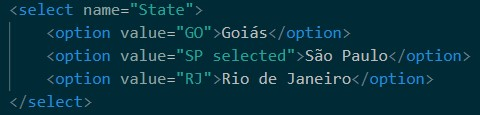 <select name="State">
<option value="GO">Goiás</option>
<option value="SP selected">São Paulo</option>
<option value="RJ">Rio de Janeiro</option>
</select>